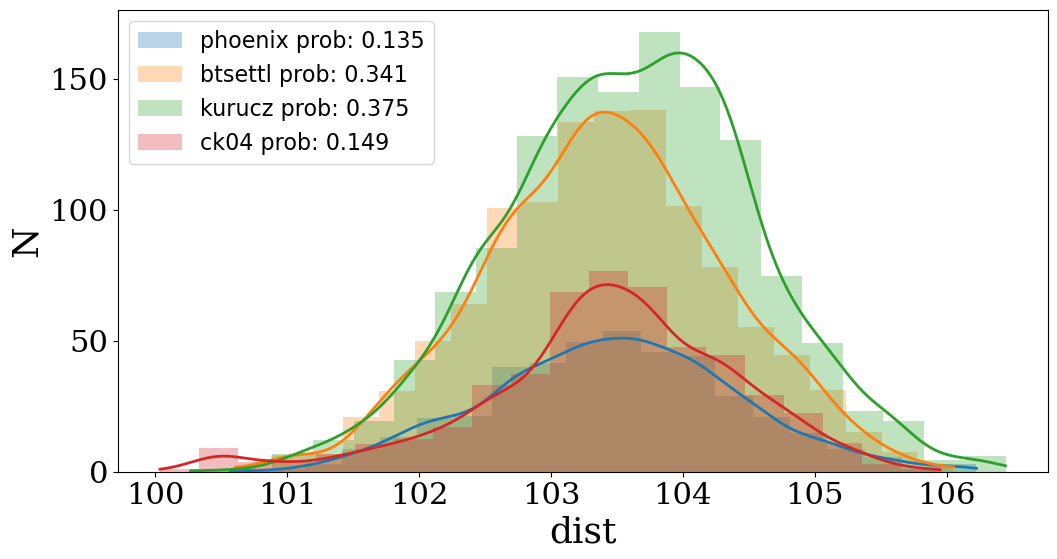 phoenix prob: 0.135
btsettl prob: 0.341
kurucz prob: 0.375
ck04 prob: 0.149
150
100
50
0
N
100 101 102 103 104 105 106
dist